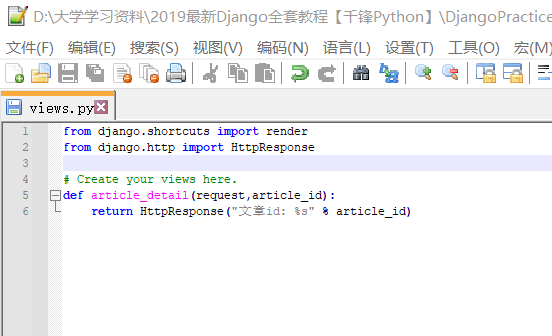 D:\大学学习资料\2019最新Django全套教程【千锋Python】\DjangoPractice
文件(F) 编辑(E) 搜索(S) 视图(V) 编码(N) 语言(L) 设置(T) 工具(O) 宏(M)
views.py
1 from django.shortcuts import render
2 from django.http import HttpResponse
3
4 # Create your views here.
5 def article_detail(request,article_id):
6 return HttpResponse("文章id: %s" % article_id)